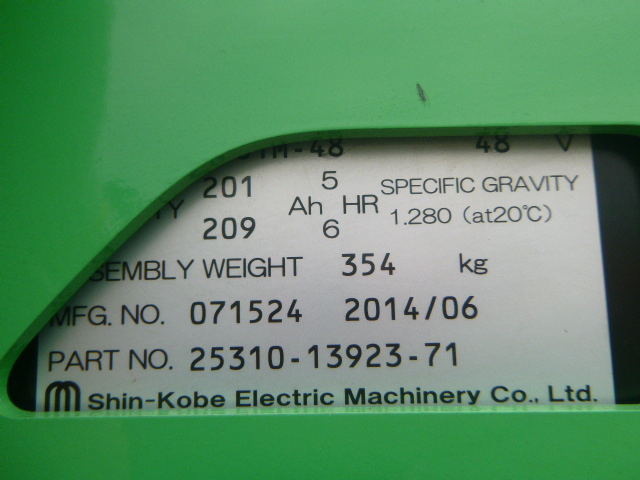 48 V
201 5 SPECIFIC GRAVITY
Ah HR
209 6 1.280 (at20℃)
WEIGHT 354 kg
MFG. NO. 071524 2014/06
PART NO. 25310-13923-71
Shin-Kobe Electric Machinery Co., Ltd.